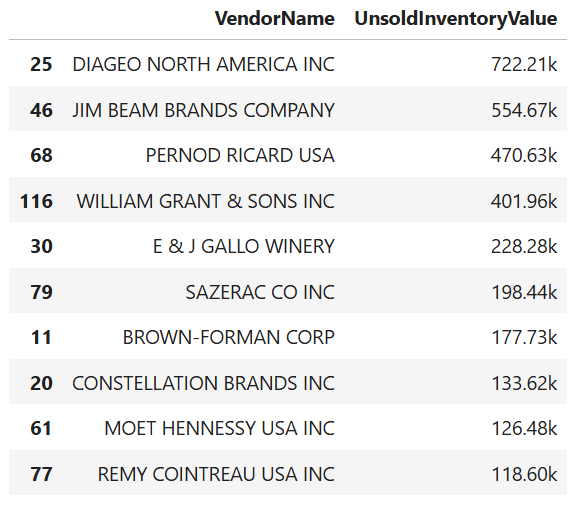 VendorName UnsoldInventoryValue
25 DIAGEO NORTH AMERICA INC 722.21k
46 JIM BEAM BRANDS COMPANY 554.67k
68 PERNOD RICARD USA 470.63k
116 WILLIAM GRANT & SONS INC 401.96k
30 E & J GALLO WINERY 228.28k
79 SAZERAC CO INC 198.44k
11 BROWN-FORMAN CORP 177.73k
20 CONSTELLATION BRANDS INC 133.62k
61 MOET HENNESSY USA INC 126.48k
77 REMY COINTREAU USA INC 118.60k